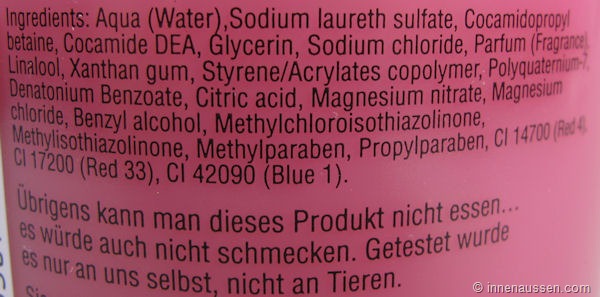 Ingredients: Aqua (Water),Sodium laureth sulfate, Cocamidopropyl
betaine, Cocamide DEA, Glycerin, Sodium chloride, Parfum (Fragrance),
Linalool, Xanthan gum, Styrene/Acrylates copolymer, Polyquaternium-7,
Denatonium Benzoate, Citric acid, Magnesium nitrate, Magnesium
chloride, Benzyl alcohol, Methylchloroisothiazolinone,
Methylisothiazolinone, Methylparaben, Propylparaben, CI 14700 (Red 4),
CI 17200 (Red 33), CI 42090 (Blue 1).
Übrigens kann man dieses Produkt nicht essen...
es würde auch nicht schmecken. Getestet wurde
es nur an uns selbst, nicht an Tieren.
© innenaussen.com